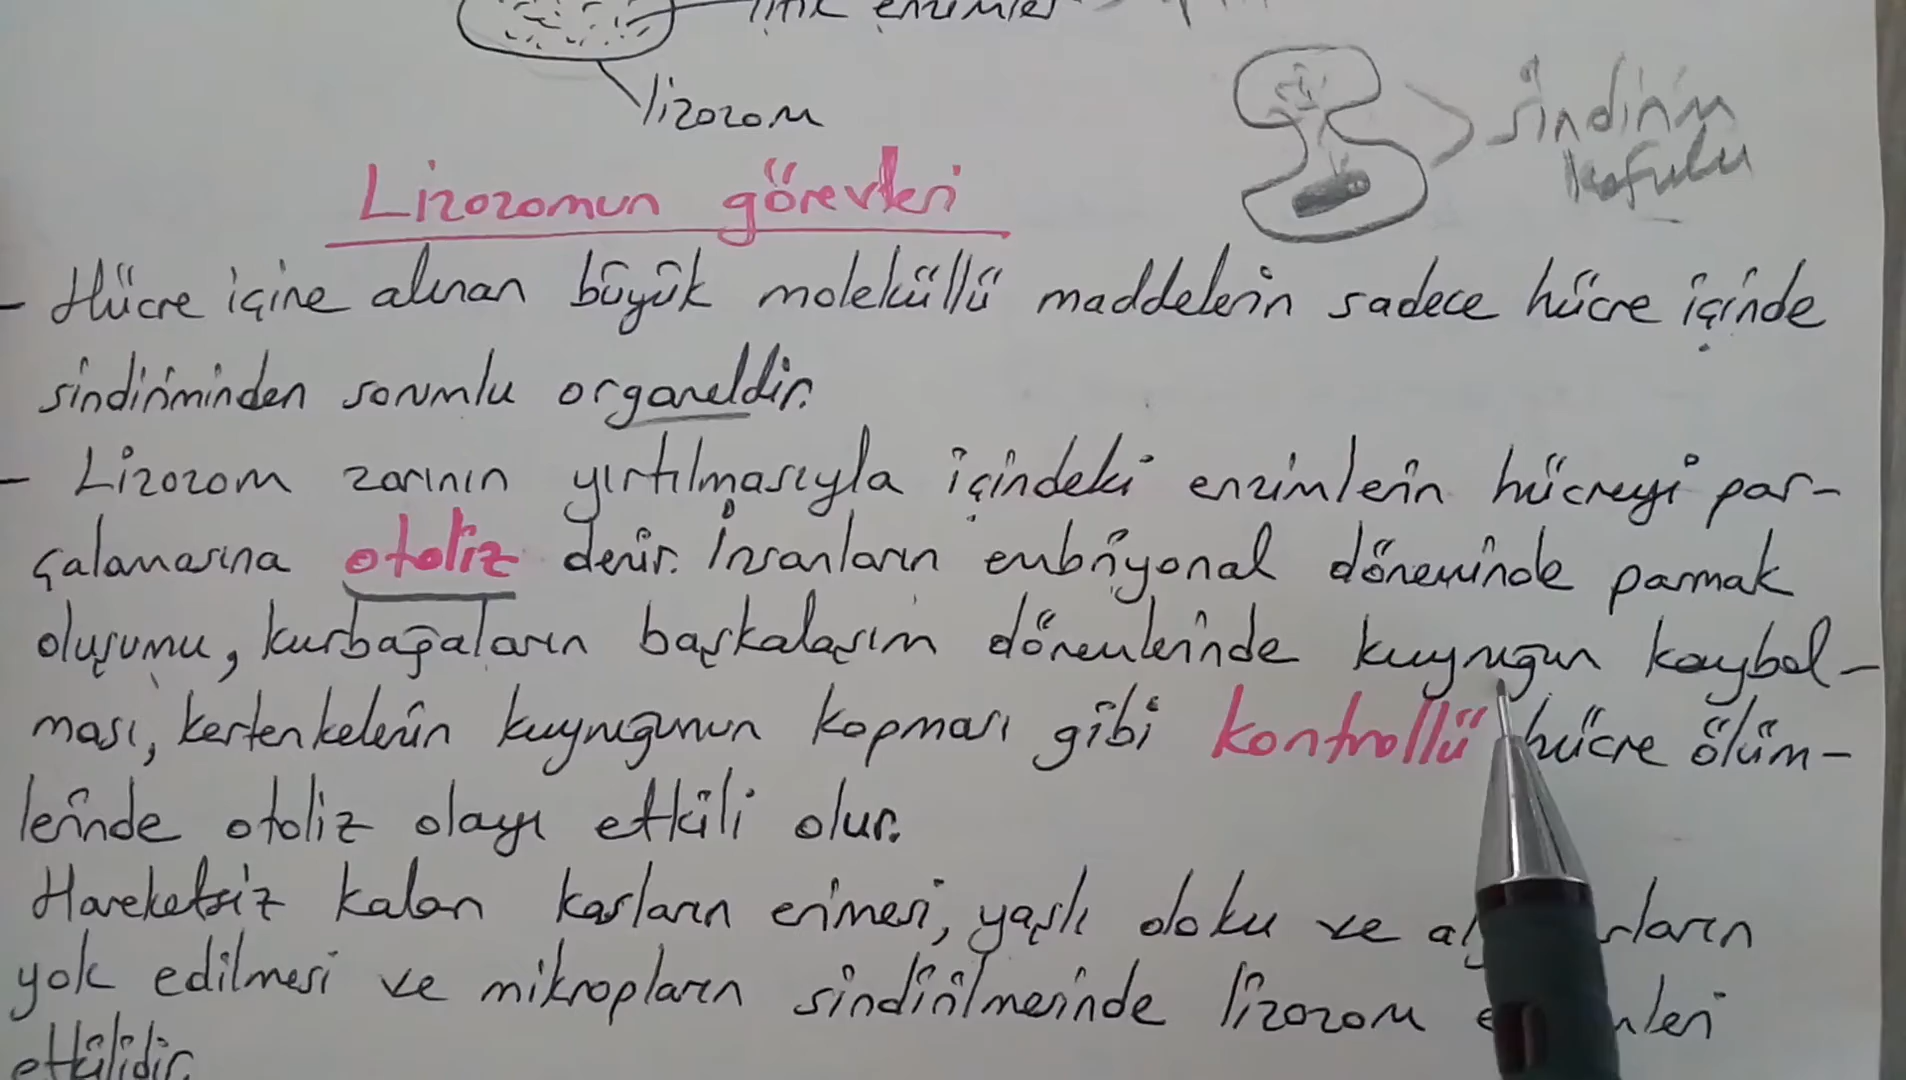 litik enzimler
lizozom
sindirim
kofulu
Lizozomun görevleri
- Hücre içine alınan büyük moleküllü maddelerin sadece hücre içinde
sindiriminden sorumlu organeldir.
- Lizozom zarının yırtılmasıyla içindeki enzimlerin hücreyi par-
çalamasına otoliz denir. İnsanların embriyonal döneminde parmak
oluşumu, kurbağaların başkalaşım dönemlerinde kuyruğun kaybol-
ması, kertenkelenin kuyruğunun kopması gibi kontrollü hücre ölüm-
lerinde otoliz olayı etkili olur.
Hareketsiz kalan kasların erimesi, yaşlı doku ve
yok edilmesi ve mikropların sindirilmesinde lizozom
etkilidir.